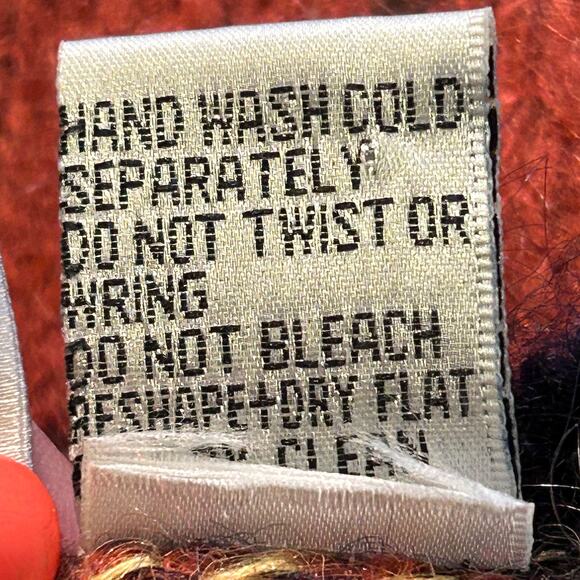 HAND WASH COLD
SEPARATELY
DO NOT TWIST OR
WRING
DO NOT BLEACH
RESHAPE+DRY FLAT
CLEAN